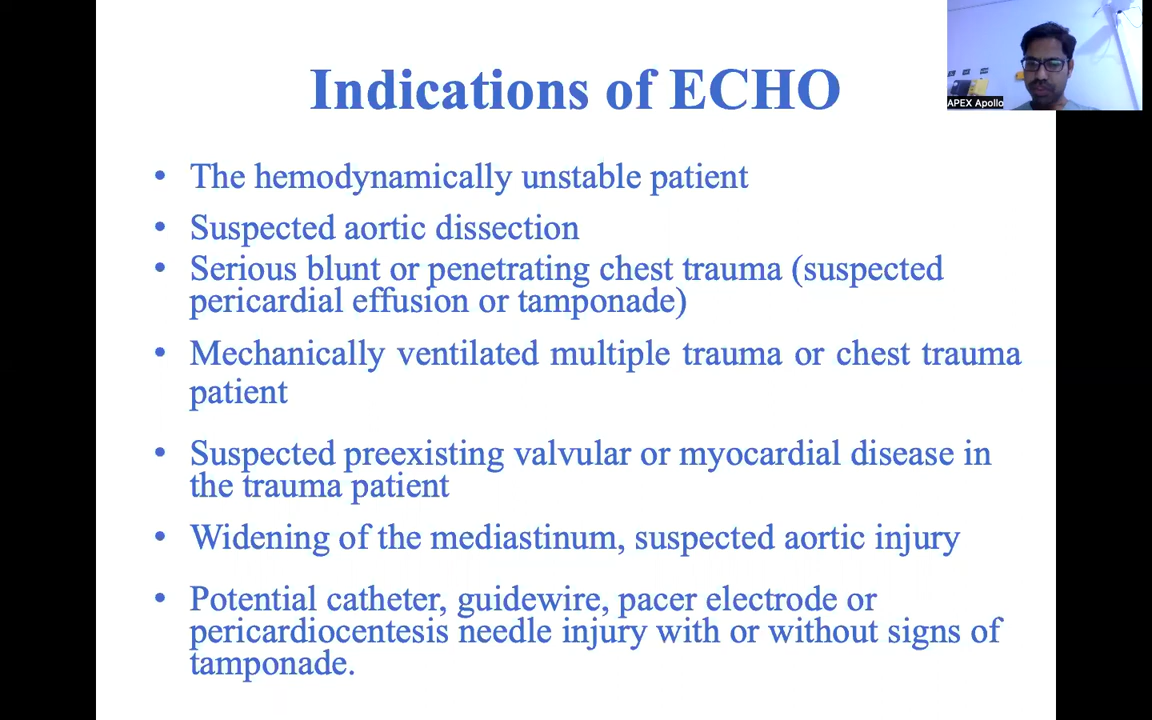 Indications of ECHO
APEX Apollo
• The hemodynamically unstable patient
• Suspected aortic dissection
• Serious blunt or penetrating chest trauma (suspected
pericardial effusion or tamponade)
• Mechanically ventilated multiple trauma or chest trauma
patient
• Suspected preexisting valvular or myocardial disease in
the trauma patient
• Widening of the mediastinum, suspected aortic injury
• Potential catheter, guidewire, pacer electrode or
pericardiocentesis needle injury with or without signs of
tamponade.